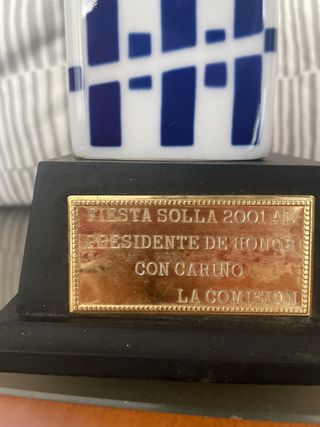 FIESTA SOLLA 2001 AL
PRESIDENTE DE HONOR
CON CARIÑO
LA COMISION